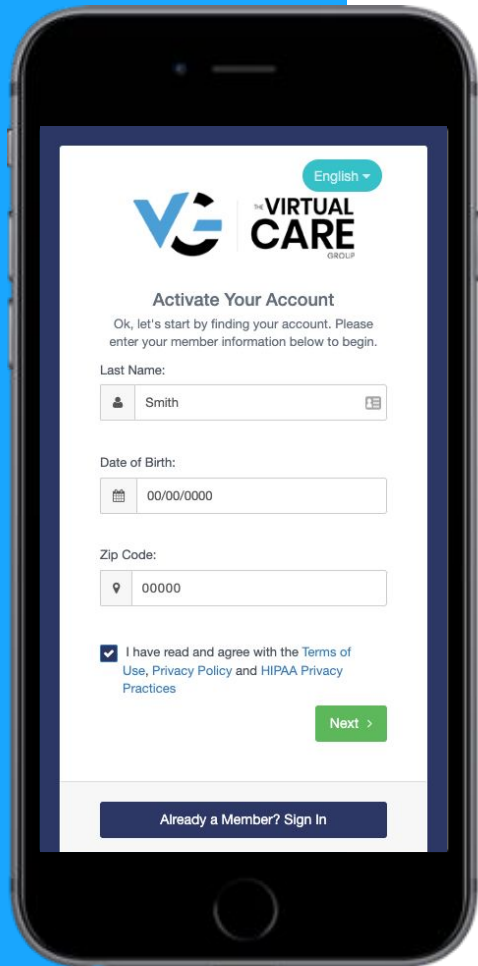 English
THE VIRTUAL
CARE
GROUP
Activate Your Account
Ok, let's start by finding your account. Please
enter your member information below to begin.
Last Name:
Smith
Date of Birth:
00/00/0000
Zip Code:
00000
I have read and agree with the Terms of
Use, Privacy Policy and HIPAA Privacy
Practices
Next >
Already a Member? Sign In